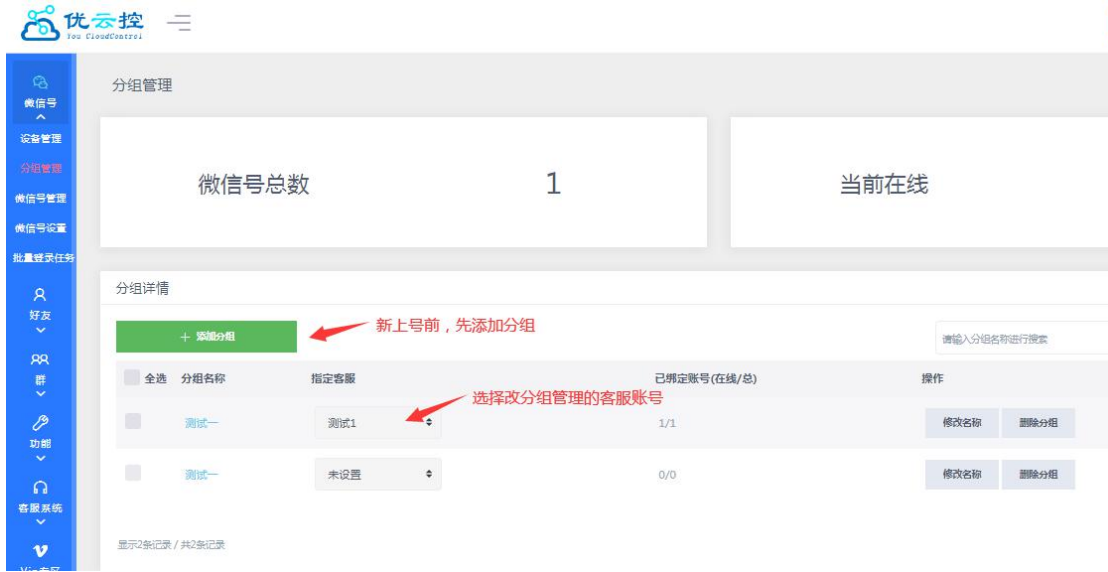 优云控
You CloudControl
微信号
设备管理
分组管理
微信号管理
微信号设置
批量登录任务
好友
群
功能
客服系统
Vip专区
分组管理
微信号总数 1 当前在线
分组详情
+ 添加分组 新上号前，先添加分组 请输入分组名称进行搜索
全选 分组名称 指定客服 已绑定账号(在线/总) 操作
选择改分组管理的客服账号
测试一 测试1 1/1 修改名称 删除分组
测试一 未设置 0/0 修改名称 删除分组
显示2条记录 / 共2条记录